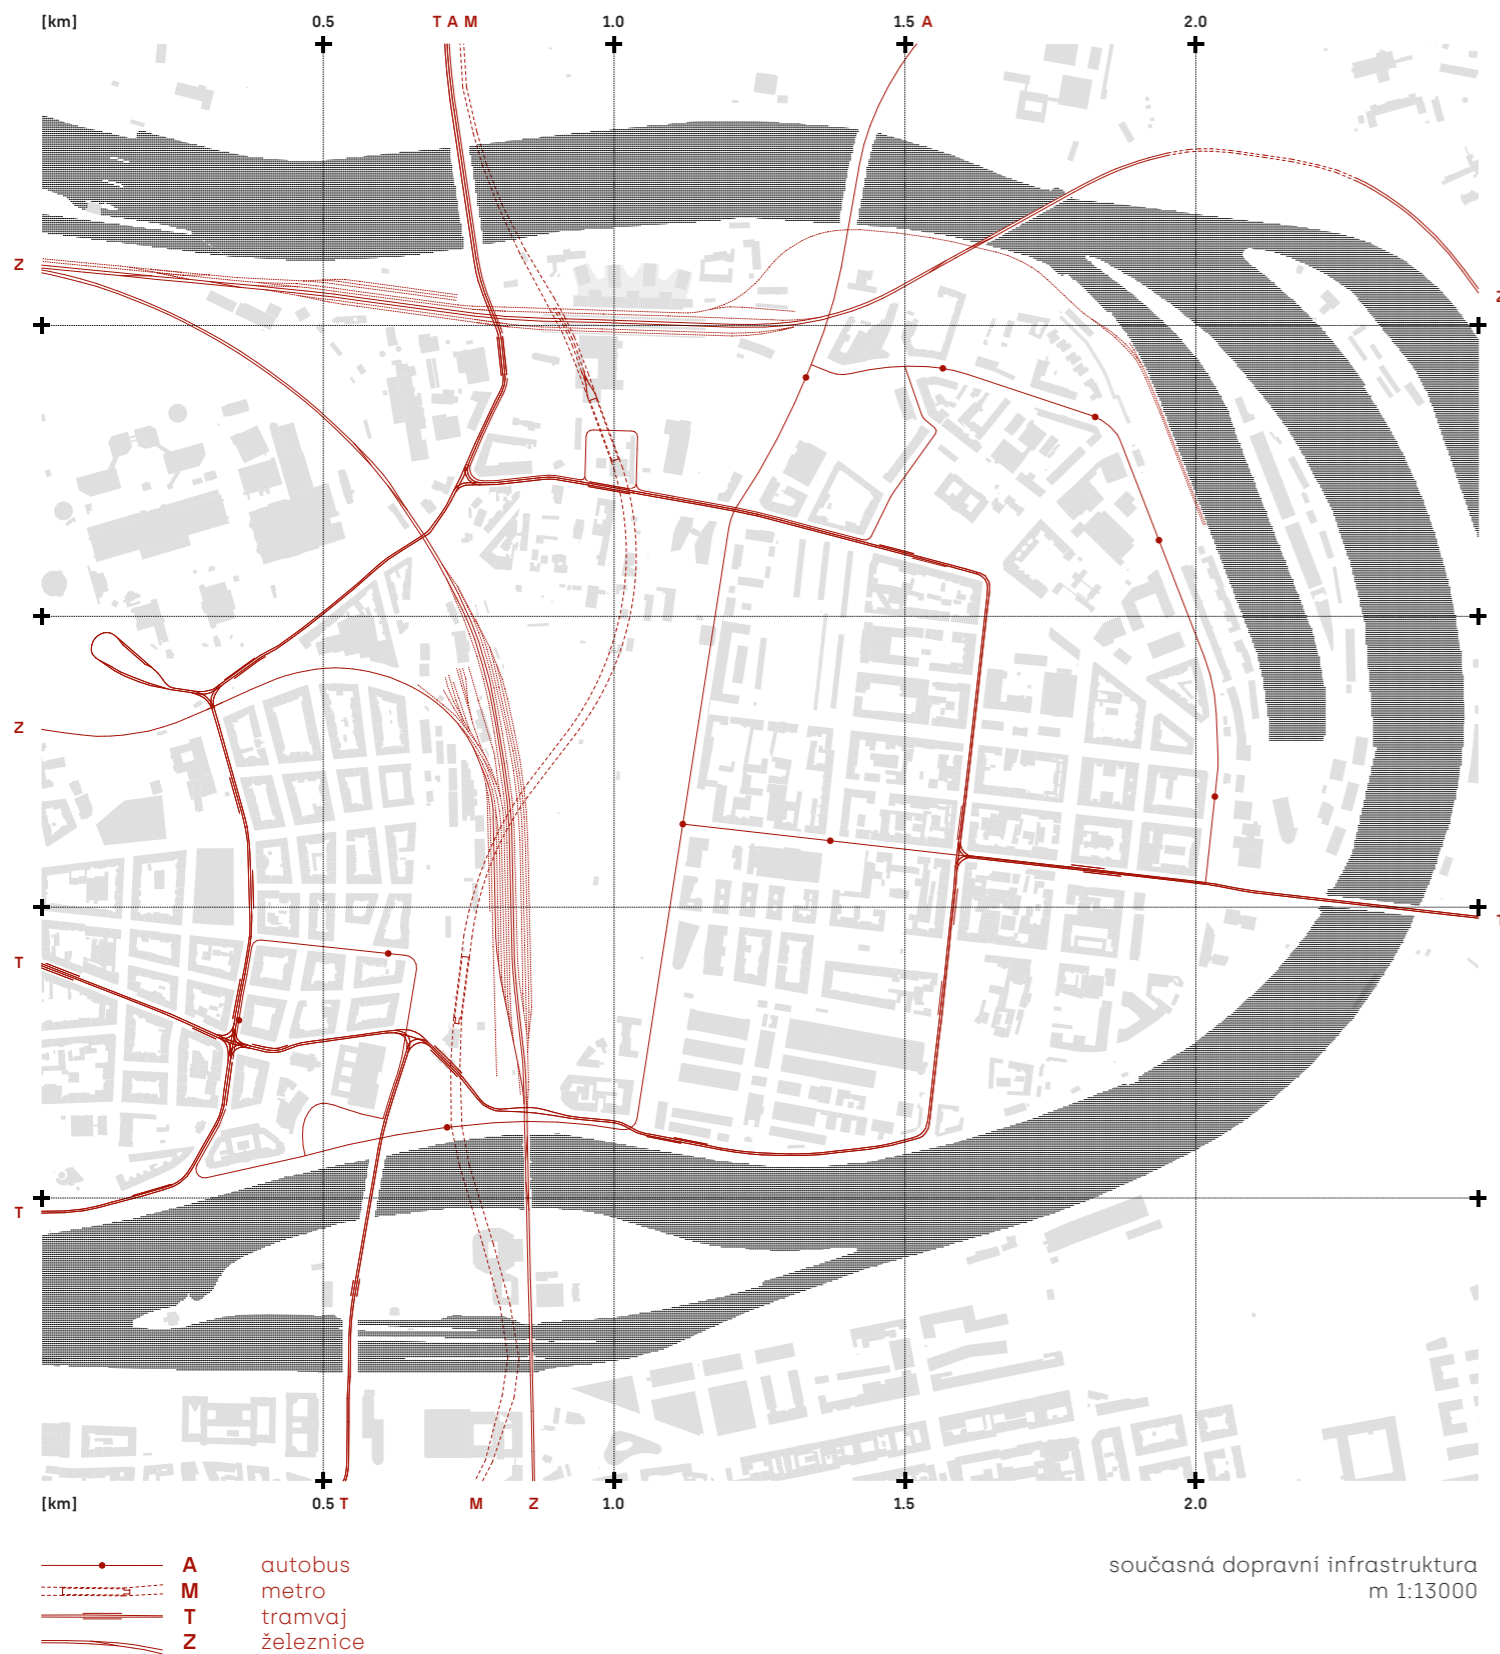 [km] 0.5 T A M 1.0 1.5 A 2.0
Z
Z
Z
T
T
T
[km] 0.5 T M Z 1.0 1.5 2.0
A autobus
M metro
T tramvaj
Z železnice
současná dopravní infrastruktura
m 1:13000